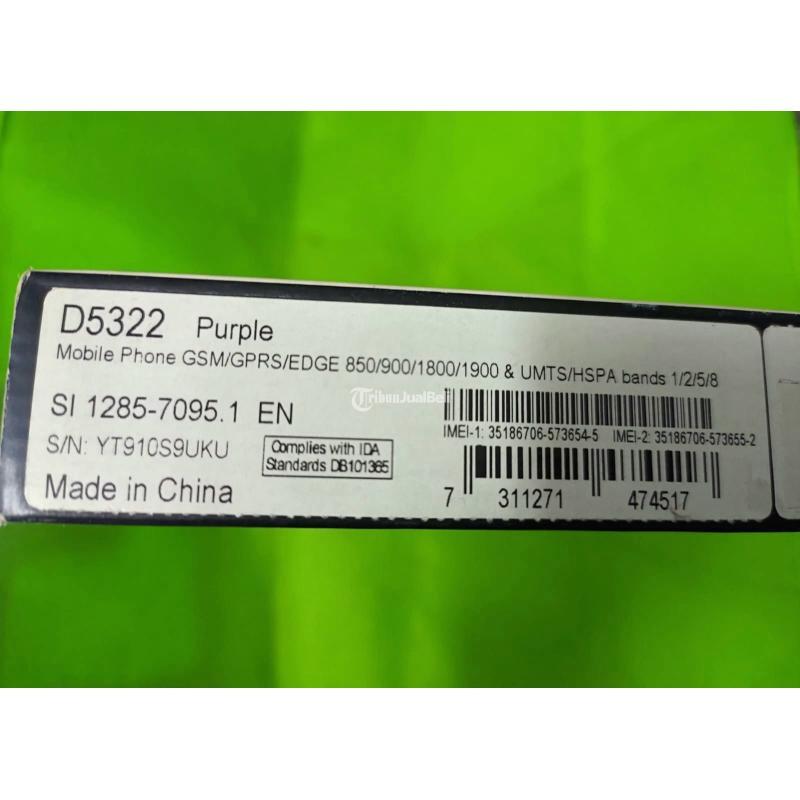 D5322 Purple
Mobile Phone GSM/GPRS/EDGE 850/900/1800/1900 & UMTS/HSPA bands 1/2/5/8
SI 1285-7095.1 EN
TribunJualBeli
S/N: YT910S9UKU
Complies with IDA
Standards DB101365
IMEI-1: 35186706-573654-5 IMEI-2: 35186706-573655-2
Made in China
7 311271 474517